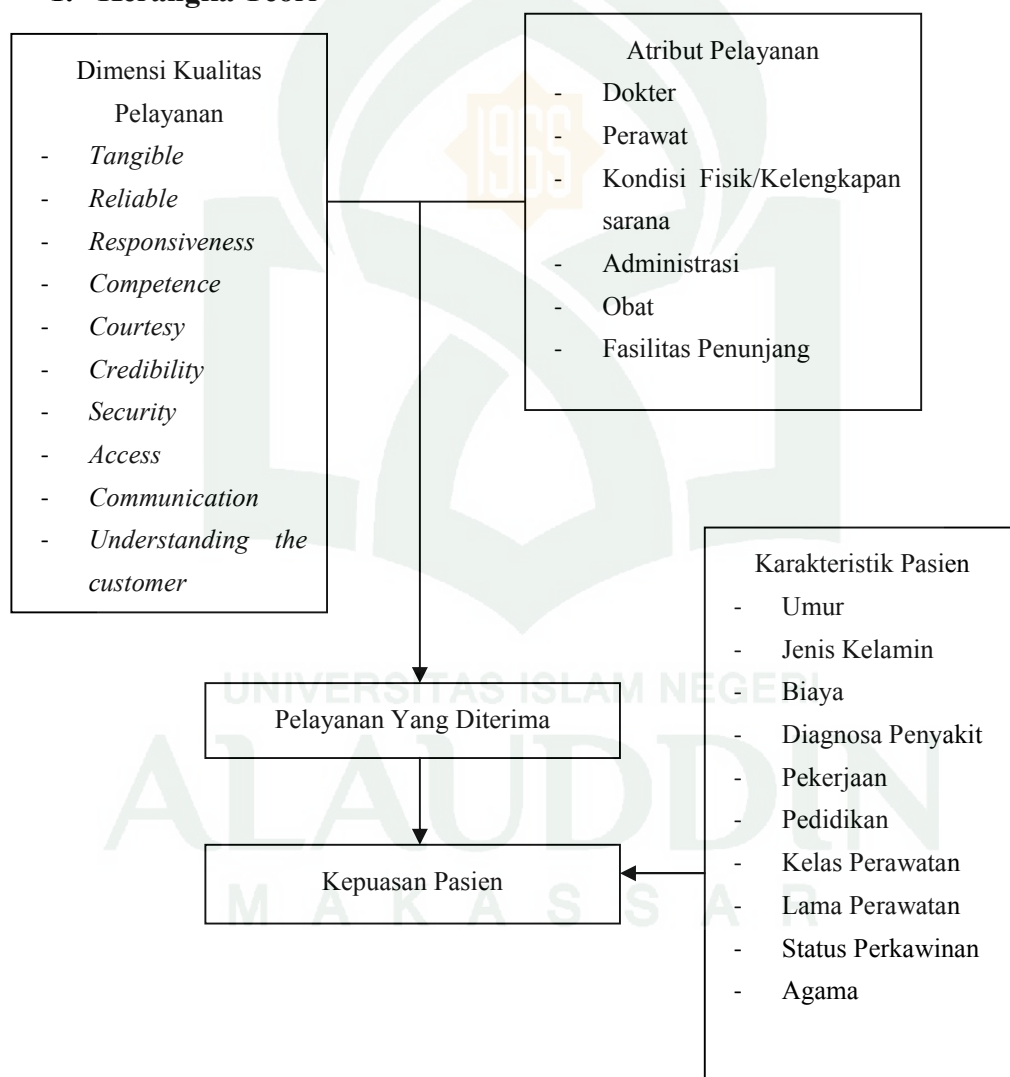 Dimensi Kualitas
Pelayanan
- Tangible
- Reliable
- Responsiveness
- Competence
- Courtesy
- Credibility
- Security
- Access
- Communication
- Understanding the
customer
Atribut Pelayanan
- Dokter
- Perawat
- Kondisi Fisik/Kelengkapan
sarana
- Administrasi
- Obat
- Fasilitas Penunjang
Karakteristik Pasien
- Umur
- Jenis Kelamin
- Biaya
- Diagnosa Penyakit
- Pekerjaan
- Pedidikan
- Kelas Perawatan
- Lama Perawatan
- Status Perkawinan
- Agama
Pelayanan Yang Diterima
Kepuasan Pasien
1965
UNIVERSITAS ISLAM NEGERI
ALAUDDIN
MAKASSAR